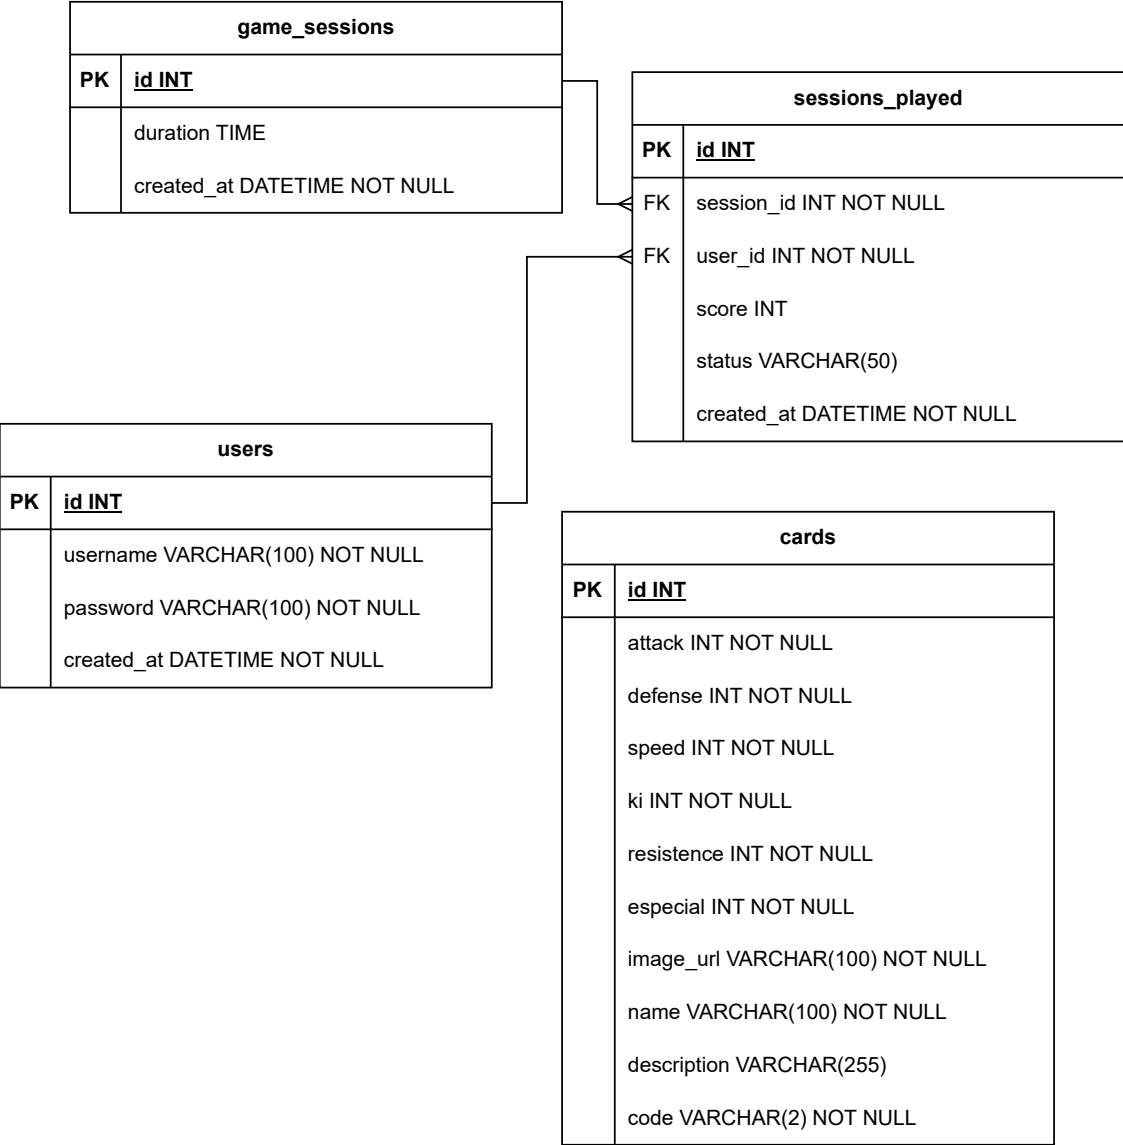 game_sessions
PK id INT
duration TIME
created_at DATETIME NOT NULL
sessions_played
PK id INT
FK session_id INT NOT NULL
FK user_id INT NOT NULL
score INT
status VARCHAR(50)
created_at DATETIME NOT NULL
users
PK id INT
username VARCHAR(100) NOT NULL
password VARCHAR(100) NOT NULL
created_at DATETIME NOT NULL
cards
PK id INT
attack INT NOT NULL
defense INT NOT NULL
speed INT NOT NULL
ki INT NOT NULL
resistence INT NOT NULL
especial INT NOT NULL
image_url VARCHAR(100) NOT NULL
name VARCHAR(100) NOT NULL
description VARCHAR(255)
code VARCHAR(2) NOT NULL